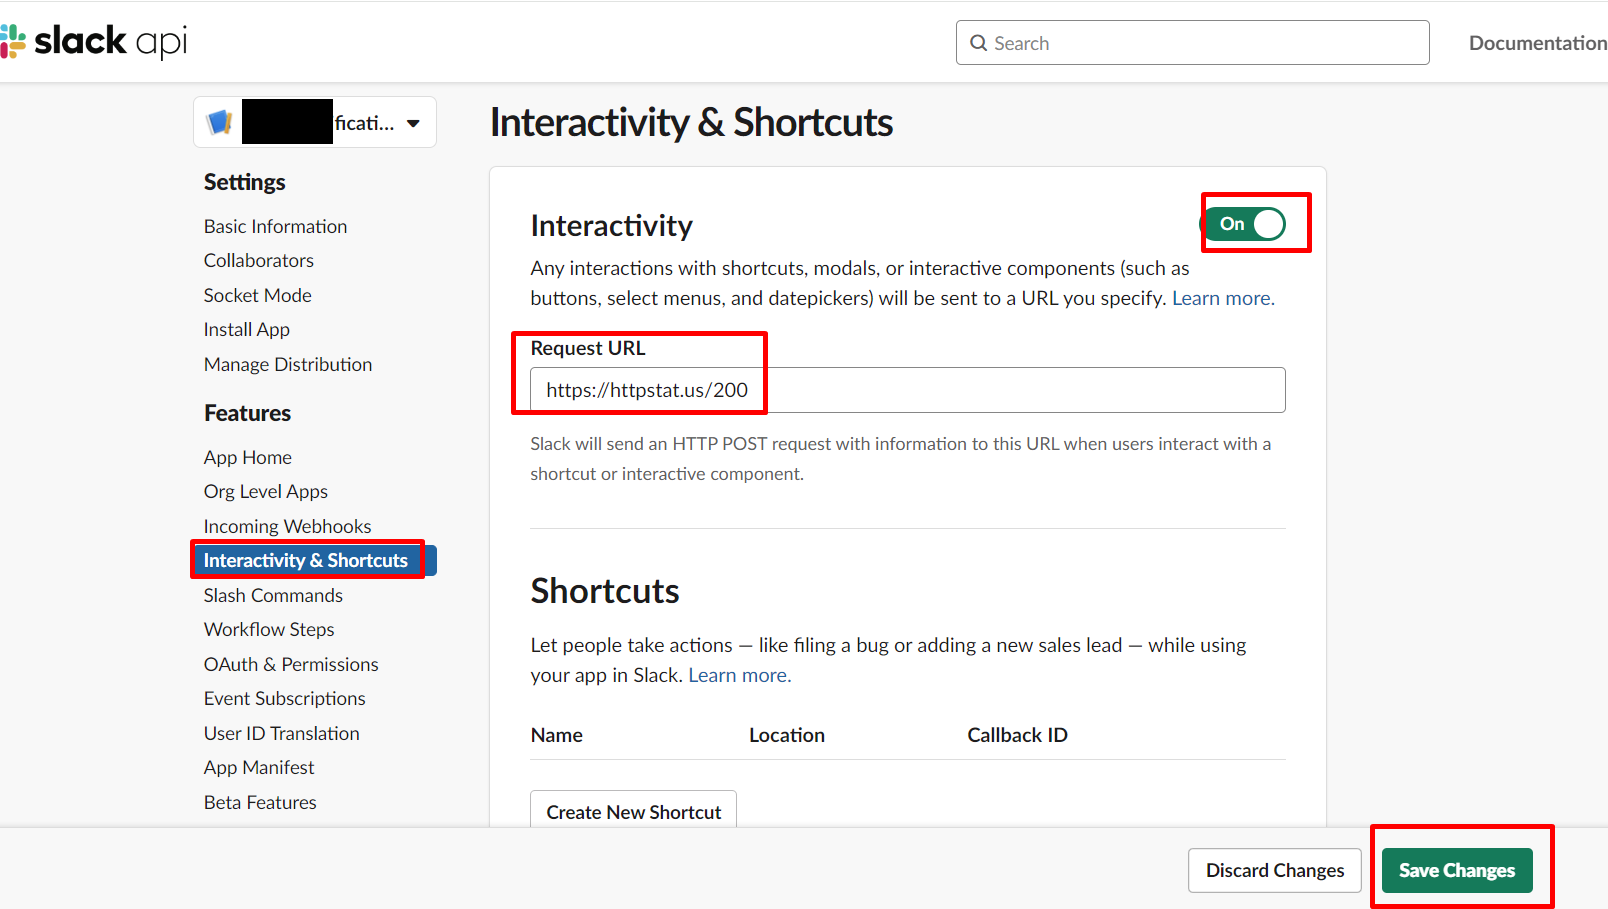 slack api
Search
Documentation
ficati...
Interactivity & Shortcuts
Settings
Basic Information
Collaborators
Socket Mode
Install App
Manage Distribution
Features
App Home
Org Level Apps
Incoming Webhooks
Interactivity & Shortcuts
Slash Commands
Workflow Steps
OAuth & Permissions
Event Subscriptions
User ID Translation
App Manifest
Beta Features
Interactivity
On
Any interactions with shortcuts, modals, or interactive components (such as
buttons, select menus, and datepickers) will be sent to a URL you specify. Learn more.
Request URL
https://httpstat.us/200
Slack will send an HTTP POST request with information to this URL when users interact with a
shortcut or interactive component.
Shortcuts
Let people take actions — like filing a bug or adding a new sales lead — while using
your app in Slack. Learn more.
Name Location Callback ID
Create New Shortcut
Discard Changes
Save Changes